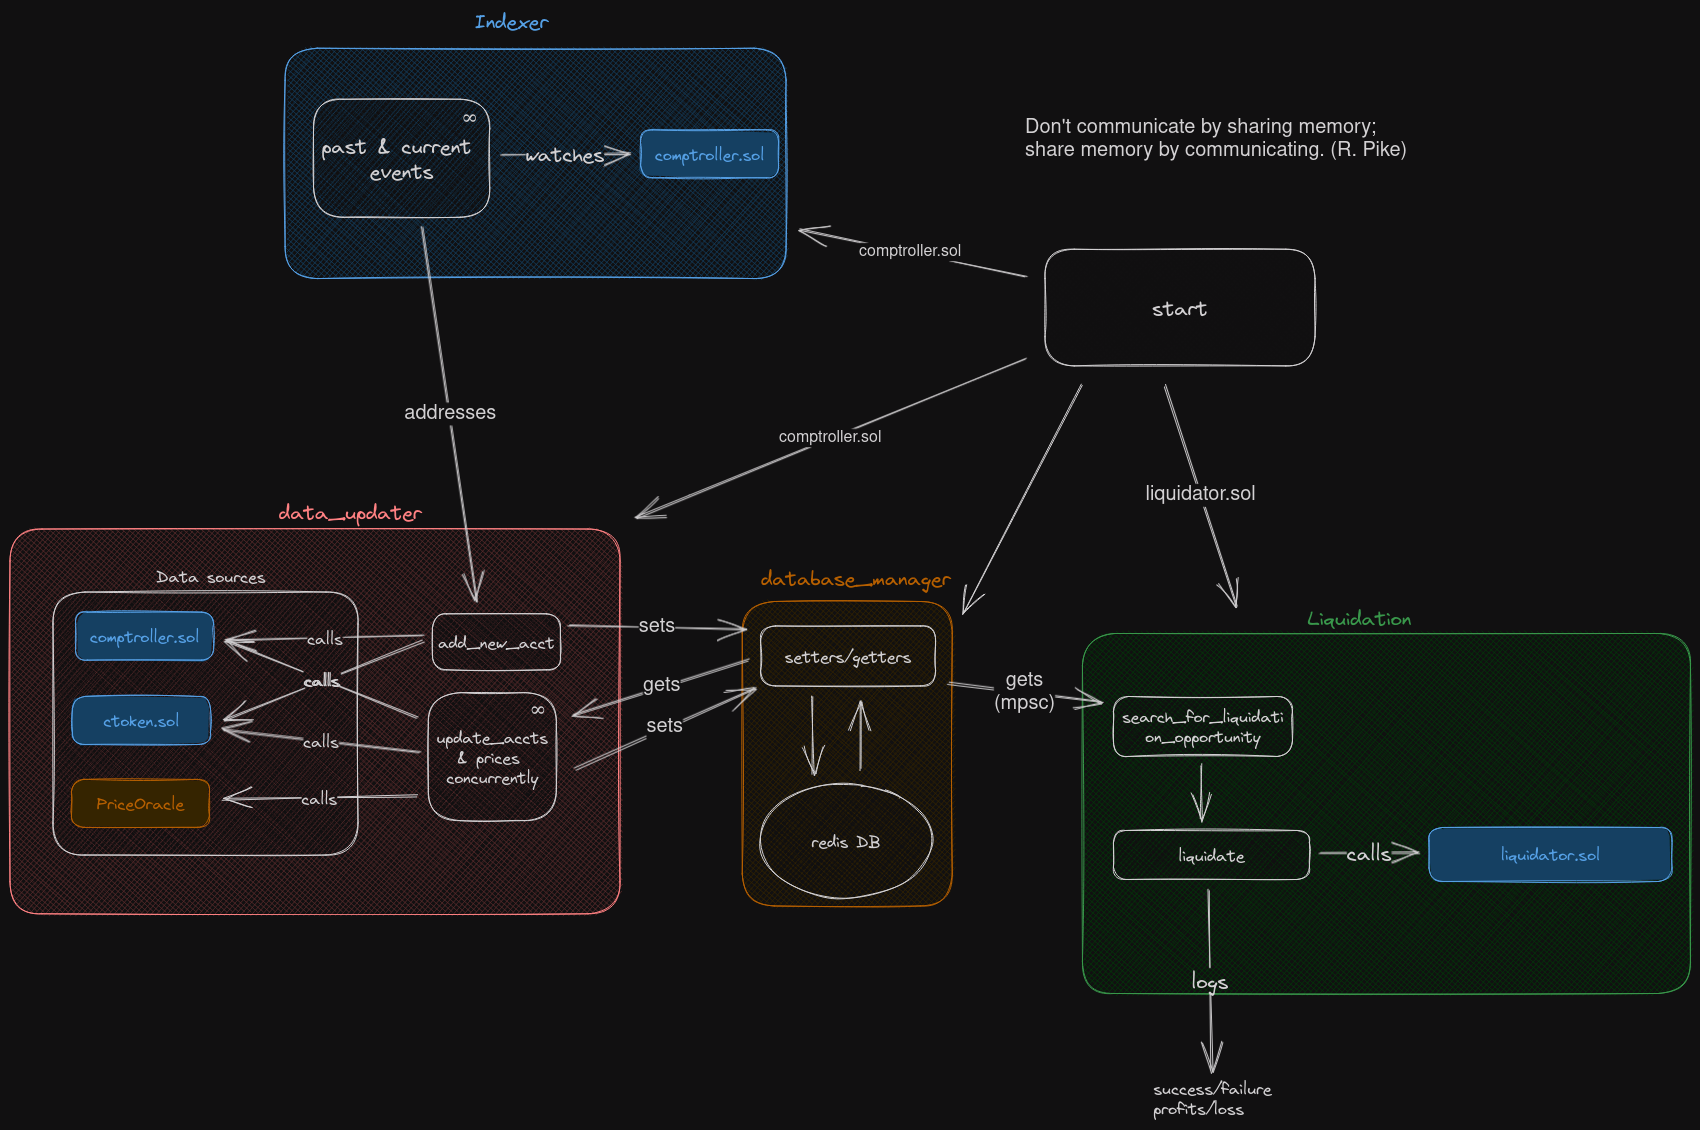 Indexer
∞
past & current
events
watches
comptroller.sol
Don't communicate by sharing memory;
share memory by communicating. (R. Pike)
comptroller.sol
start
addresses
comptroller.sol
liquidator.sol
data_updater
Data sources
comptroller.sol
calls
add_new_acct
calls
ctoken.sol
calls
∞
update_accts
& prices
concurrently
PriceOracle
calls
sets
gets
sets
database_manager
setters/getters
redis DB
gets
(mpsc)
Liquidation
search_for_liquidati
on_opportunity
liquidate
calls
liquidator.sol
logs
success/failure
profits/loss